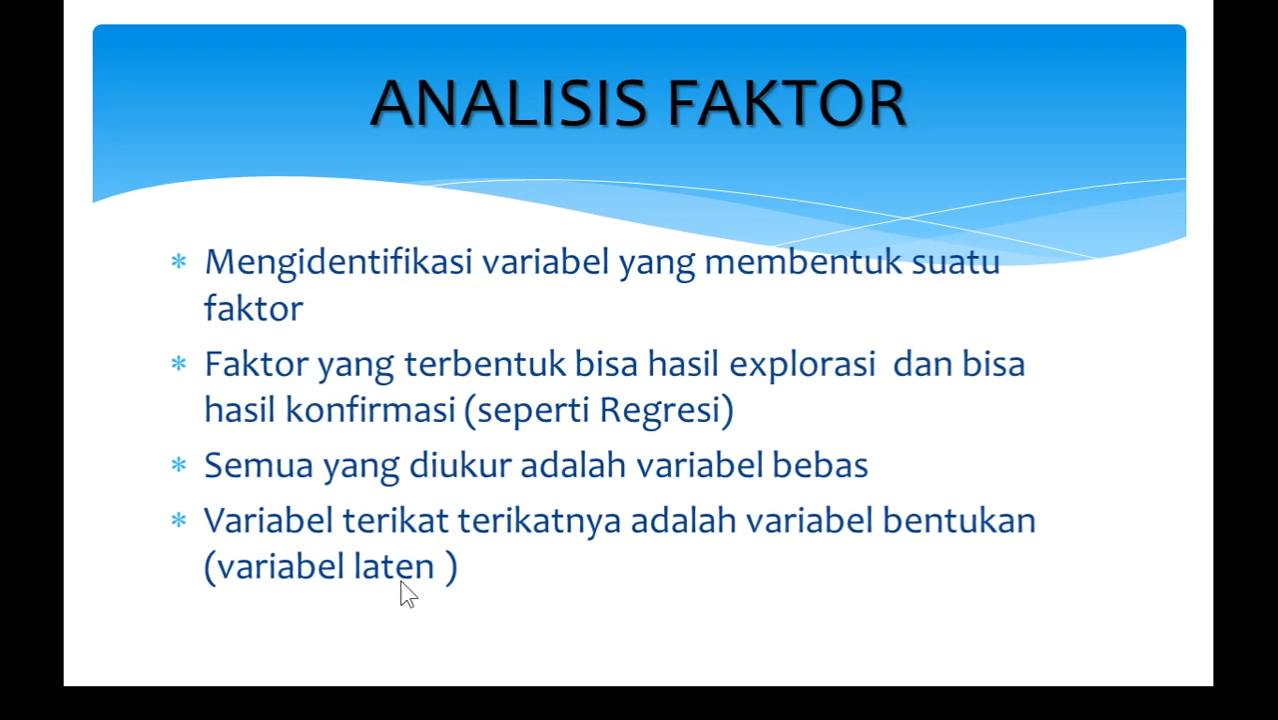 ANALISIS FAKTOR
* Mengidentifikasi variabel yang membentuk suatu
faktor
* Faktor yang terbentuk bisa hasil explorasi dan bisa
hasil konfirmasi (seperti Regresi)
* Semua yang diukur adalah variabel bebas
* Variabel terikat terikatnya adalah variabel bentukan
(variabel laten )